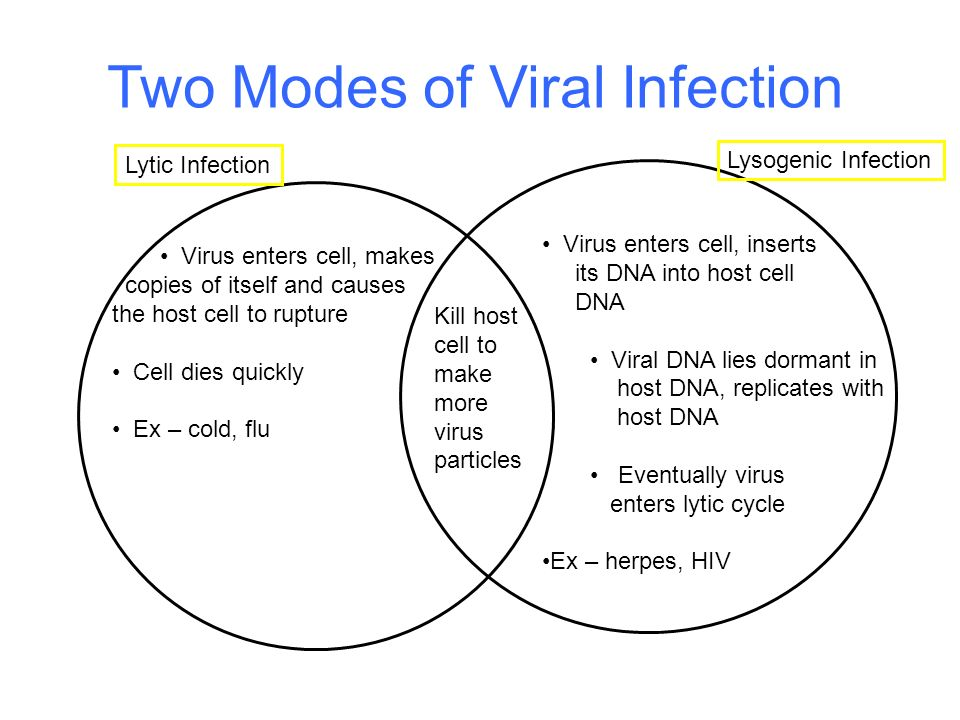 Two Modes of Viral Infection
Lytic Infection
• Virus enters cell, makes
copies of itself and causes
the host cell to rupture
• Cell dies quickly
• Ex – cold, flu
Kill host
cell to
make
more
virus
particles
Lysogenic Infection
• Virus enters cell, inserts
its DNA into host cell
DNA
• Viral DNA lies dormant in
host DNA, replicates with
host DNA
• Eventually virus
enters lytic cycle
•Ex – herpes, HIV